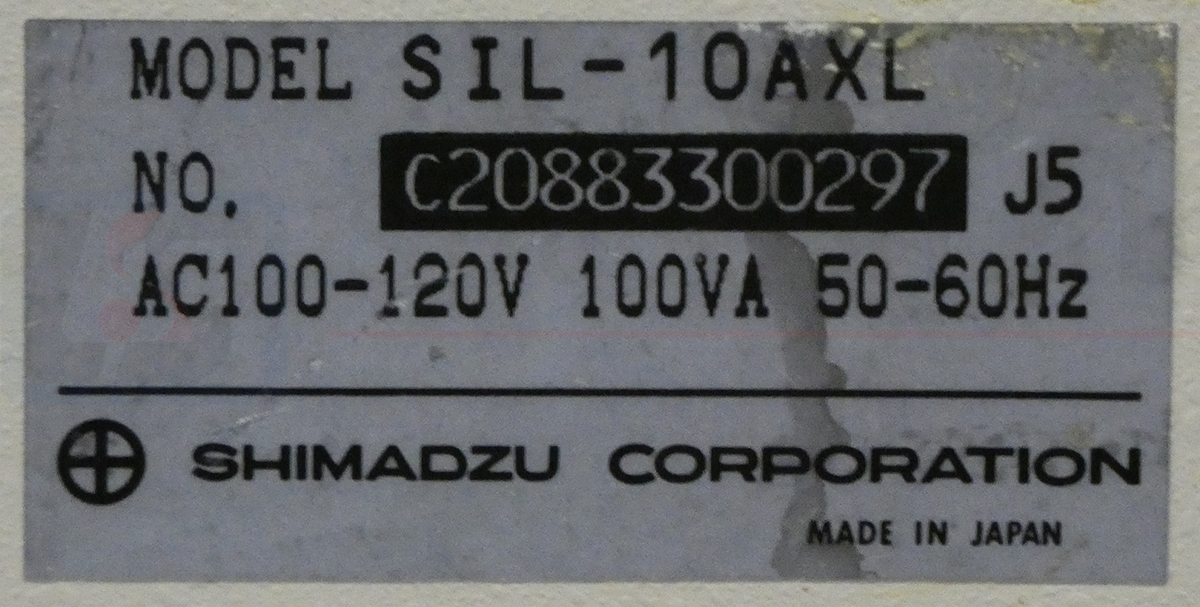 MODEL SIL-10AXL
NO. C20883300297 J5
AC100-120V 100VA 50-60Hz
SHIMADZU CORPORATION
MADE IN JAPAN